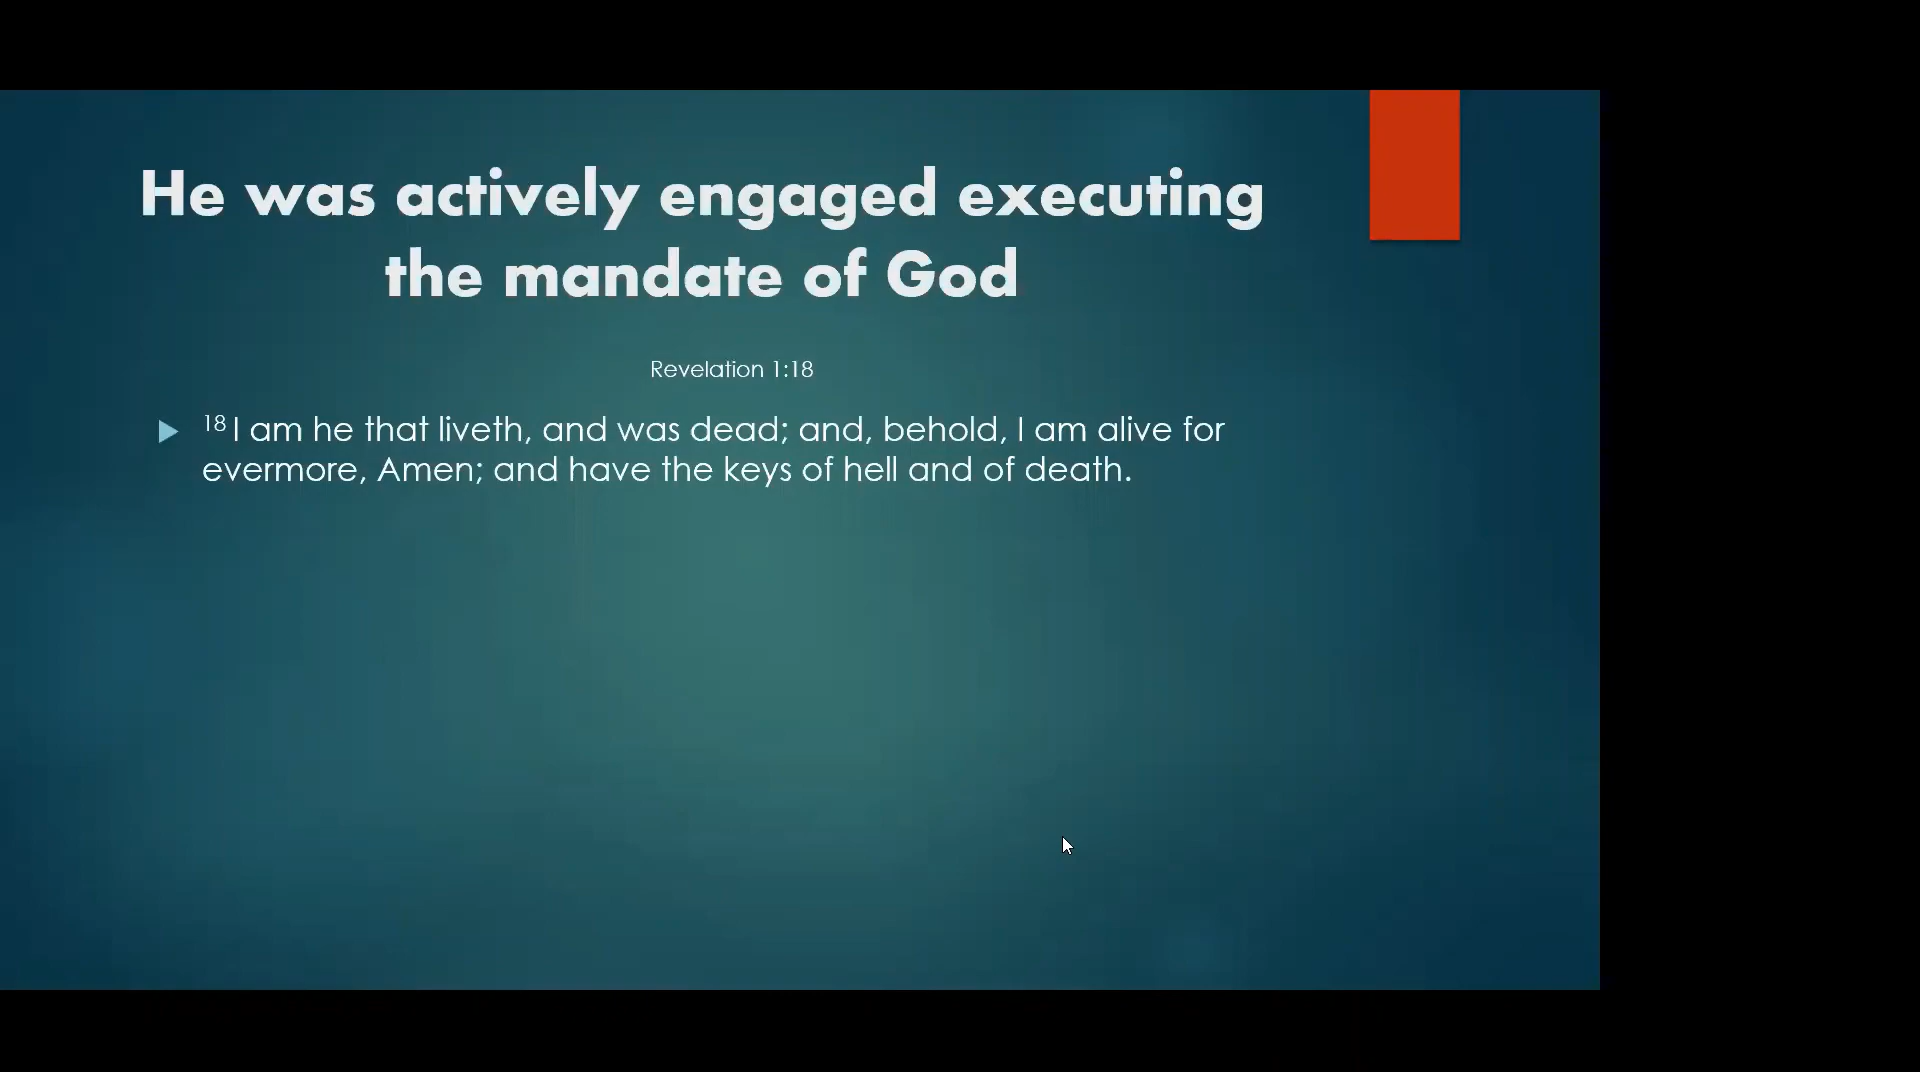 He was actively engaged executing
the mandate of God
Revelation 1:18
18 I am he that liveth, and was dead; and, behold, I am alive for
evermore, Amen; and have the keys of hell and of death.